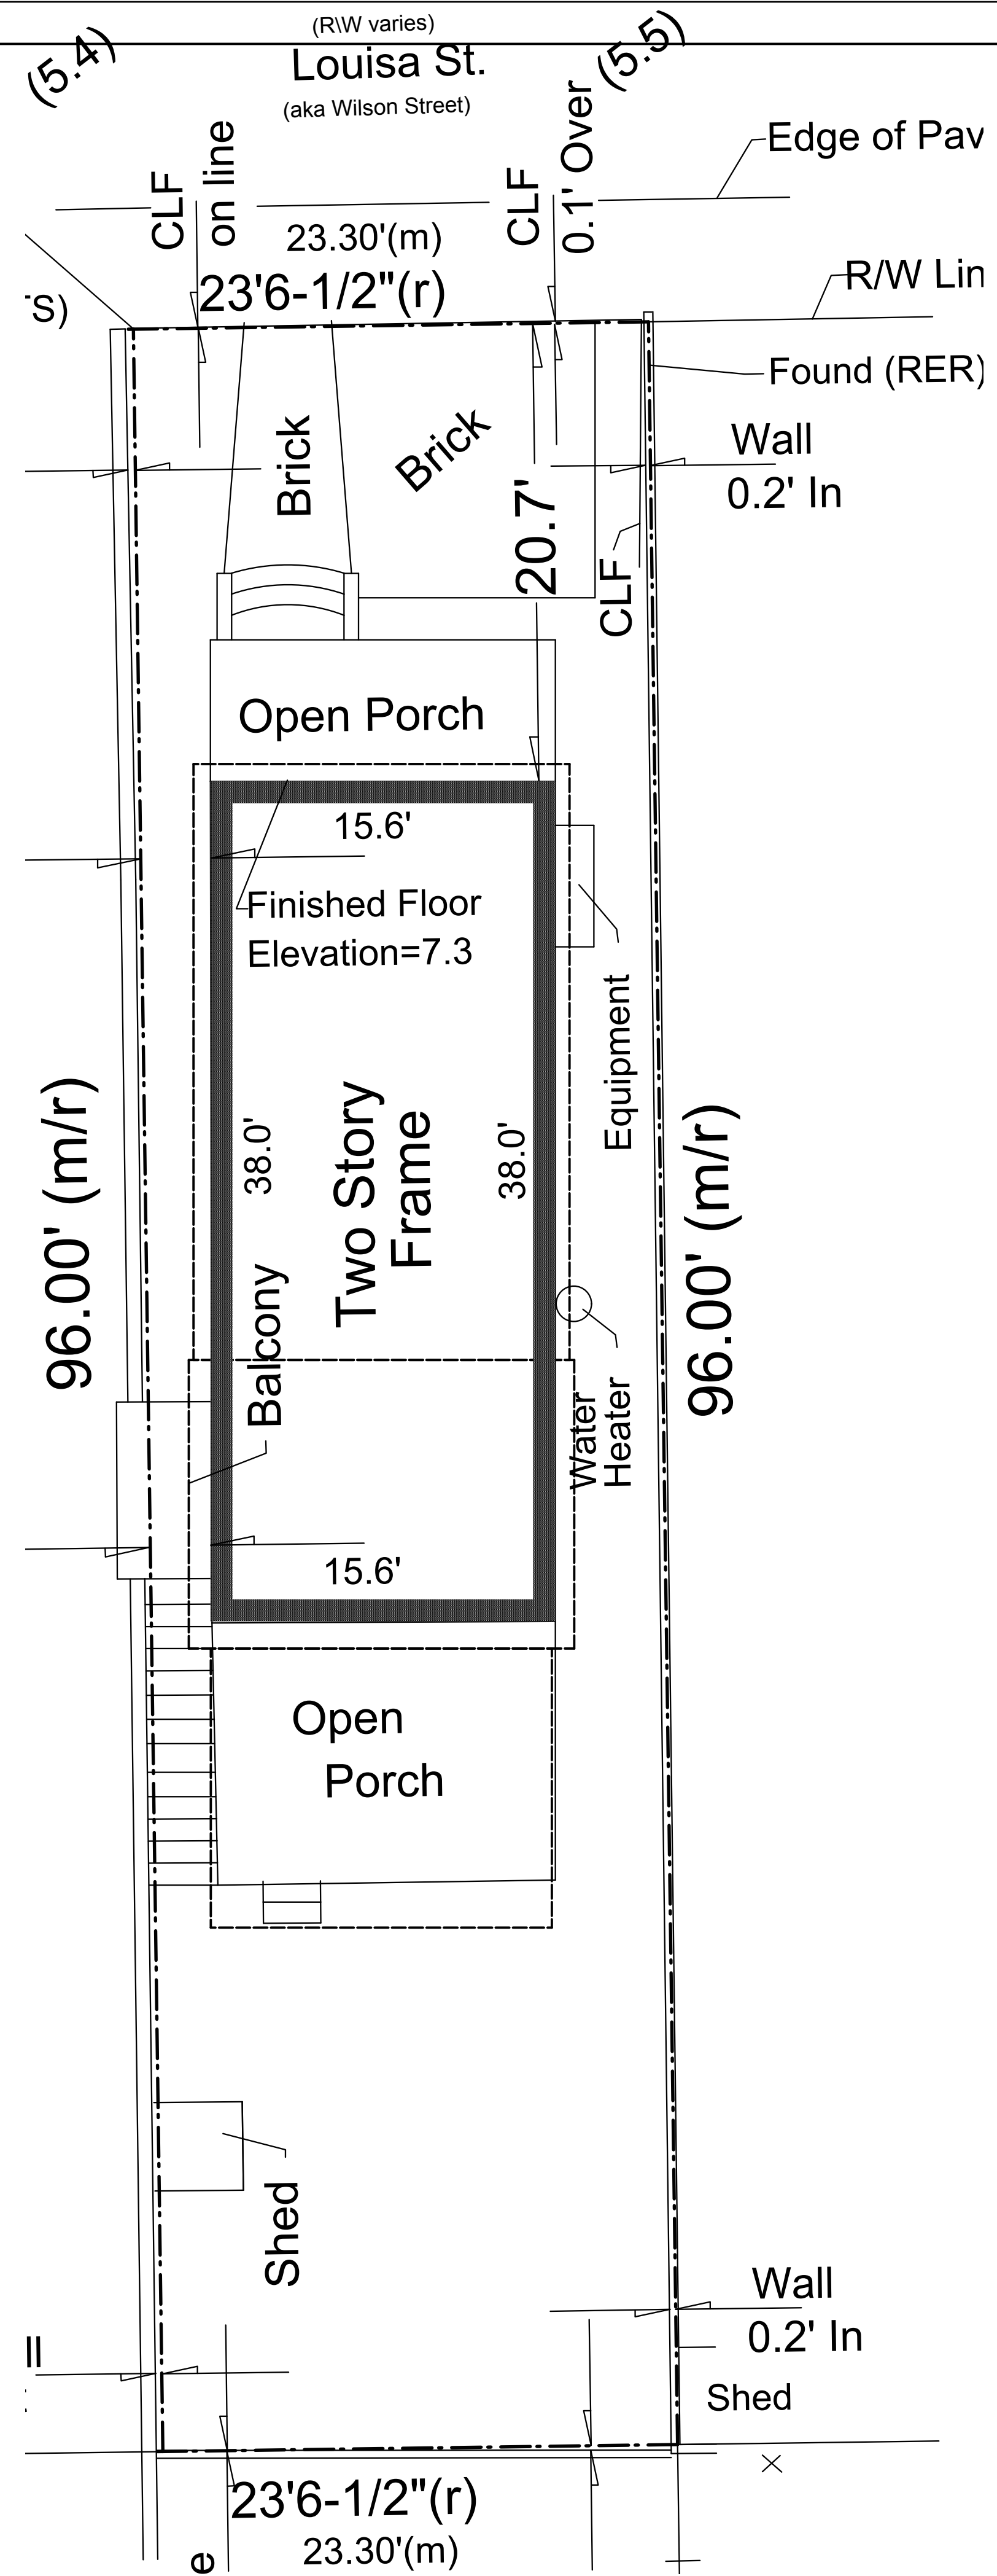 (R\W varies)
(5.4)
Louisa St.
(5.5)
(aka Wilson Street)
Edge of Pav
CLF
on line
CLF
0.1' Over
23.30'(m)
R/W Lin
23'6-1/2"(r)
S)
Found (RER)
Brick
Brick
Wall
0.2' In
20.7'
CLF
Open Porch
15.6'
Finished Floor
Elevation=7.3
Equipment
96.00' (m/r)
38.0'
Two Story
Frame
38.0'
96.00' (m/r)
Balcony
Water
Heater
15.6'
Open
Porch
Shed
Wall
0.2' In
ll
Shed
23'6-1/2"(r)
23.30'(m)
e